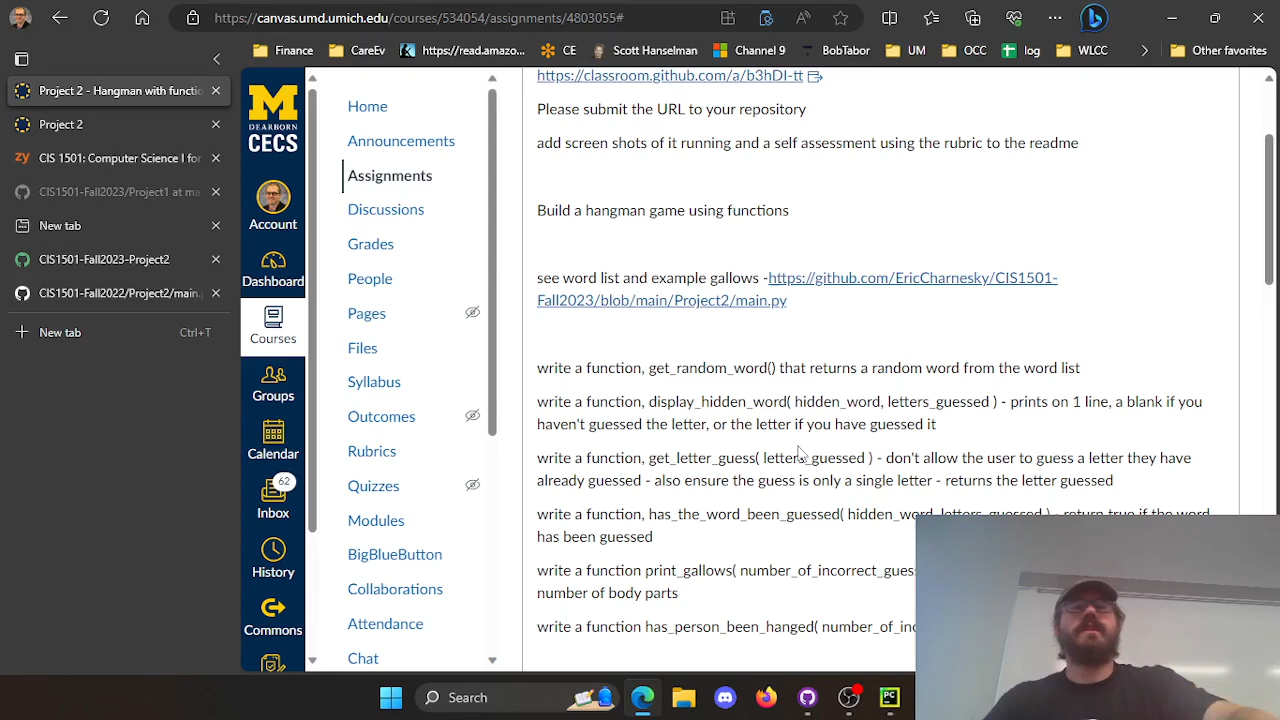 https://canvas.umich.edu/courses/534054/assignments/4803055#
Finance
CareEv
https://read.amazo...
CE
Scott Hanselman
Channel 9
BobTabor
UM
OCC
log
WLCC
Other favorites
Project 2 - Hangman with functio
Project 2
zy
CIS 1501: Computer Science I for
CIS1501-Fall2023/Project1 at ma
New tab
CIS1501-Fall2023-Project2
CIS1501-Fall2022/Project2/main.
New tab
Ctrl+T
M
DEARBORN
CECS
Account
Dashboard
Courses
Groups
Calendar
62
Inbox
History
Commons
Home
Announcements
Assignments
Discussions
Grades
People
Pages
Files
Syllabus
Outcomes
Rubrics
Quizzes
Modules
BigBlueButton
Collaborations
Attendance
Chat
https://classroom.github.com/a/b3hDI-tt
Please submit the URL to your repository
add screen shots of it running and a self assessment using the rubric to the readme
Build a hangman game using functions
see word list and example gallows -https://github.com/EricCharnesky/CIS1501-
Fall2023/blob/main/Project2/main.py
write a function, get_random_word() that returns a random word from the word list
write a function, display_hidden_word( hidden_word, letters_guessed ) - prints on 1 line, a blank if you
haven't guessed the letter, or the letter if you have guessed it
write a function, get_letter_guess( letters_guessed ) - don't allow the user to guess a letter they have
already guessed - also ensure the guess is only a single letter - returns the letter guessed
write a function, has_the_word_been_guessed( hidden_word, letters_guessed ) - return true if the word
has been guessed
write a function print_gallows( number_of_incorrect_gues
number of body parts
write a function has_person_been_hanged( number_of_inc
Search
PC